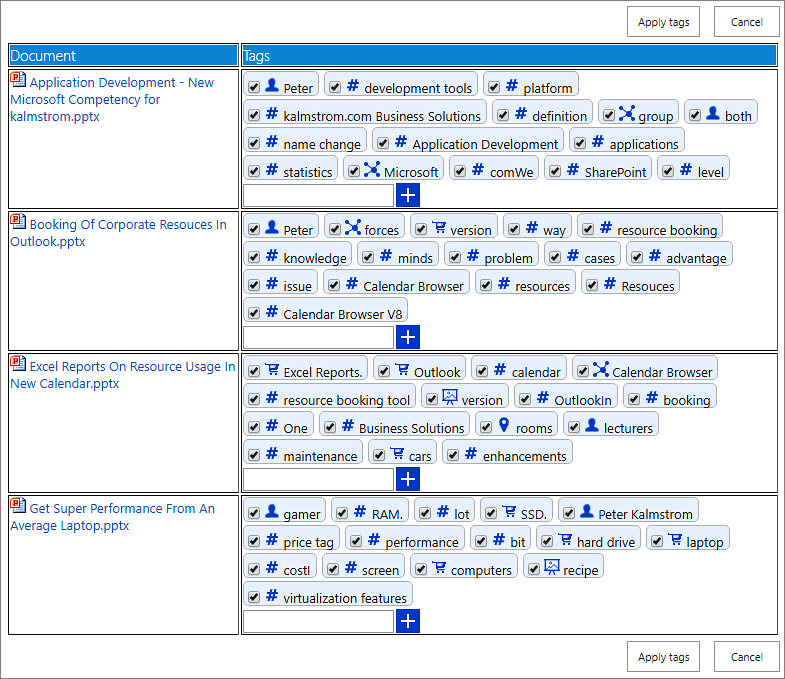 Apply tags Cancel
Document Tags
Application Development - New
Microsoft Competency for
kalmstrom.pptx
Peter # development tools # platform
# kalmstrom.com Business Solutions # definition group both
# name change # Application Development # applications
# statistics Microsoft # comWe # SharePoint # level
+
Booking Of Corporate Resouces In
Outlook.pptx
Peter forces version # way # resource booking
# knowledge # minds # problem # cases # advantage
# issue # Calendar Browser # resources # Resouces
# Calendar Browser V8
+
Excel Reports On Resource Usage In
New Calendar.pptx
Excel Reports. Outlook # calendar Calendar Browser
# resource booking tool version # OutlookIn # booking
# One # Business Solutions rooms lecturers
# maintenance cars # enhancements
+
Get Super Performance From An
Average Laptop.pptx
gamer # RAM. # lot SSD. Peter Kalmstrom
# price tag # performance # bit hard drive laptop
# costI # screen computers recipe
# virtualization features
+
Apply tags Cancel